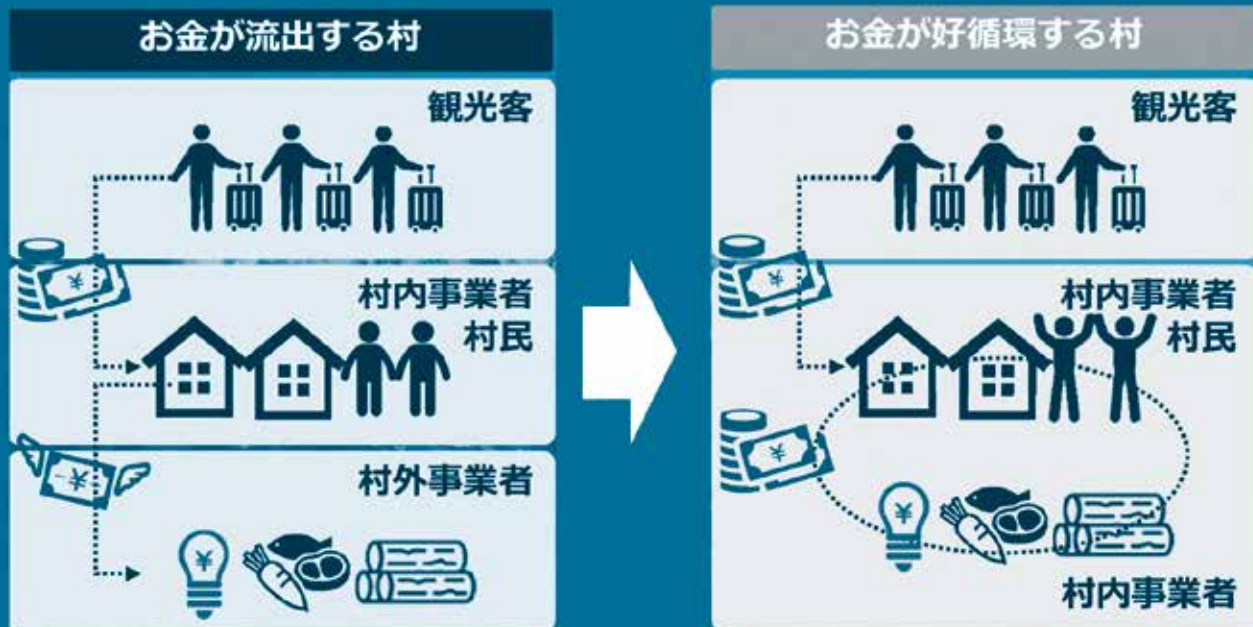 お金が流出する村
観光客
¥
村内事業者
村民
¥
村外事業者
¥
お金が好循環する村
観光客
¥
村内事業者
村民
¥
¥
村内事業者